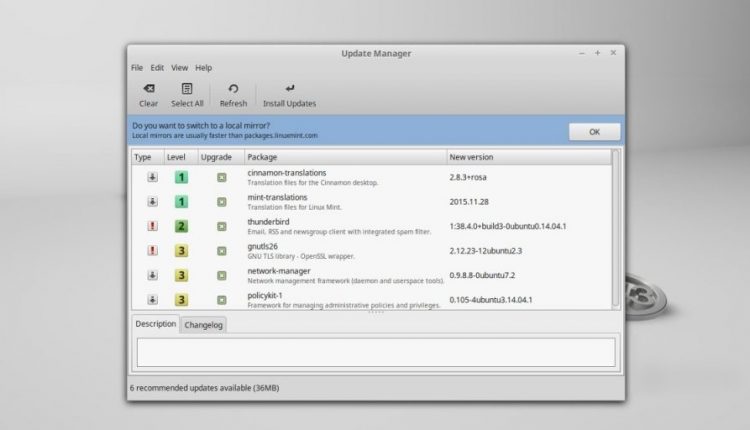 Update Manager
File Edit View Help
Clear Select All Refresh Install Updates
Do you want to switch to a local mirror?
Local mirrors are usually faster than packages.linuxmint.com
OK
Type Level Upgrade Package New version
1 cinnamon-translations 2.8.3+rosa
Translation files for the Cinnamon desktop.
1 mint-translations 2015.11.28
Translation files for Linux Mint.
2 thunderbird 1:38.4.0+build3-0ubuntu0.14.04.1
Email, RSS and newsgroup client with integrated spam filter.
3 gnutls26 2.12.23-12ubuntu2.3
GNU TLS library - OpenSSL wrapper.
3 network-manager 0.9.8.8-0ubuntu7.2
Network management framework (daemon and userspace tools).
3 policykit-1 0.105-4ubuntu3.14.04.1
Framework for managing administrative policies and privileges.
Description Changelog
6 recommended updates available (36MB)